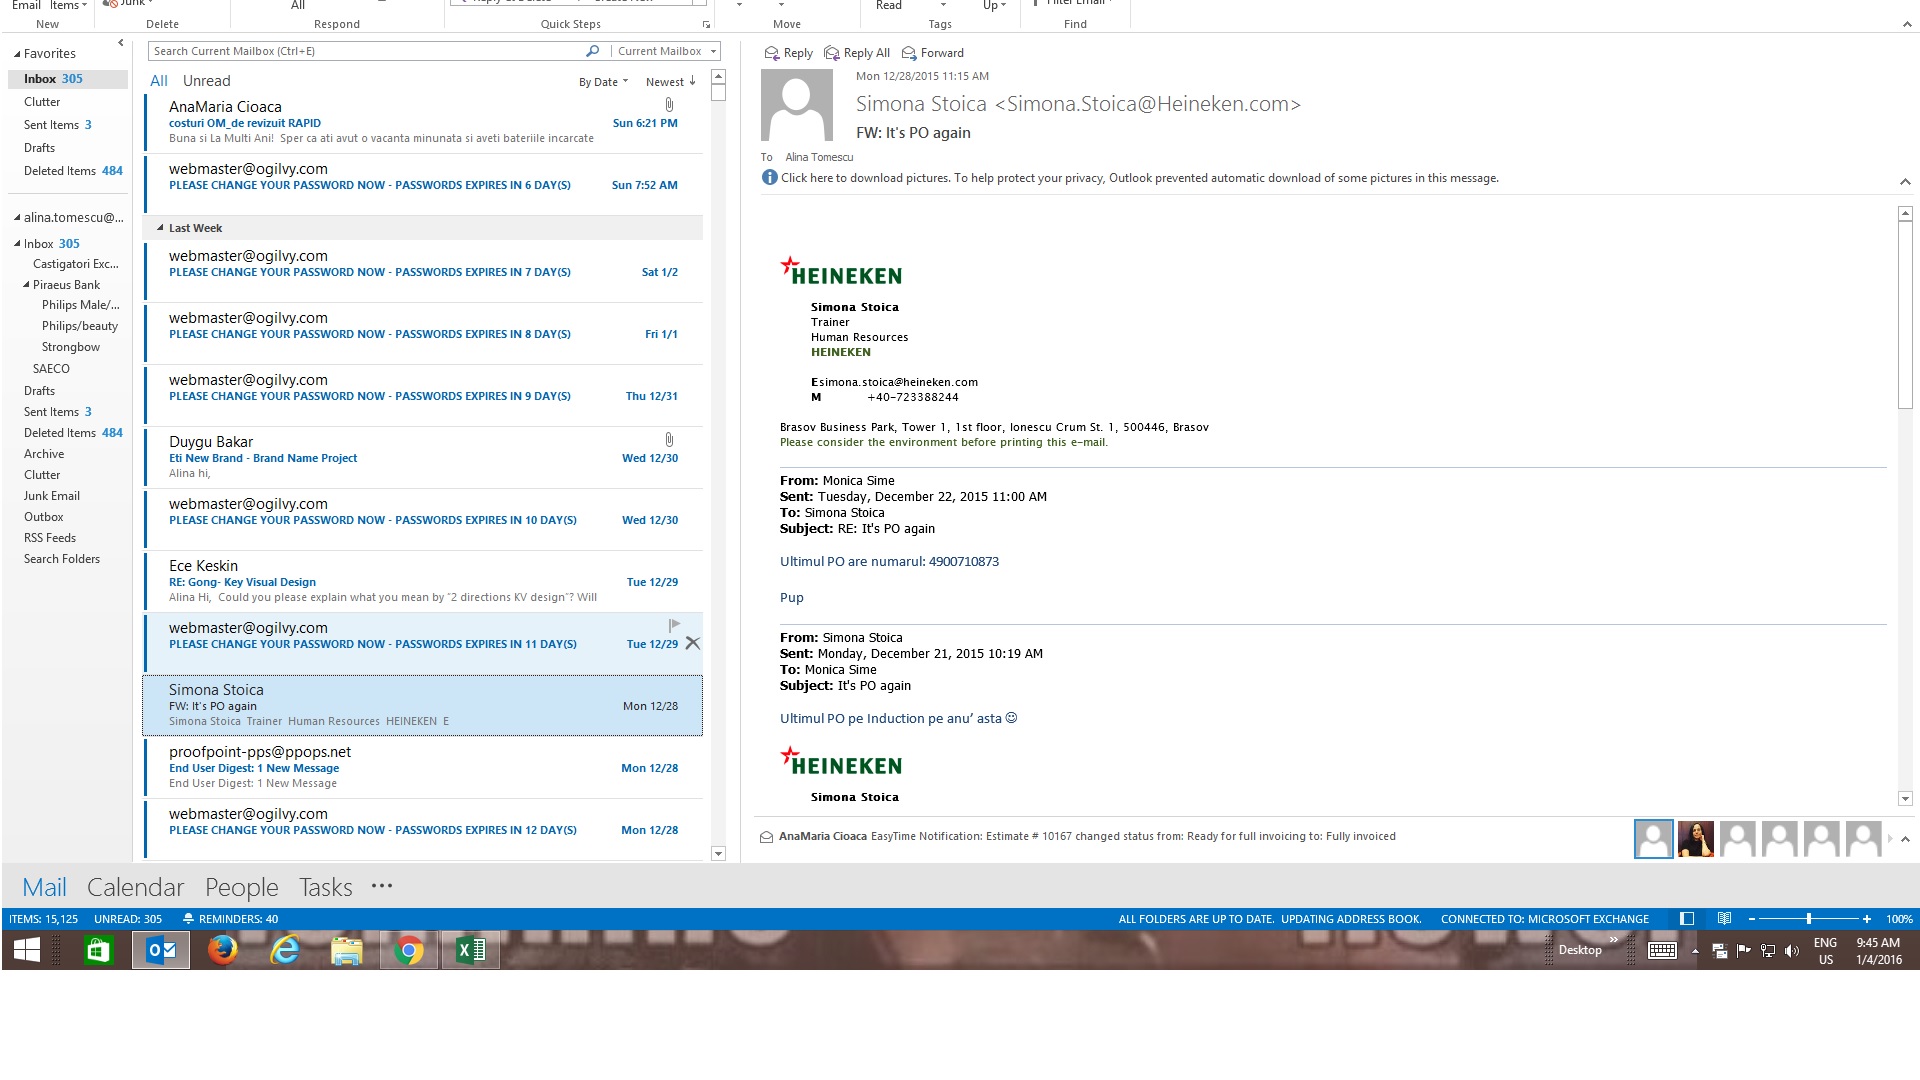 Email Items
Junk
All
Read
Up
New
Delete
Respond
Quick Steps
Move
Tags
Find
Favorites
Inbox 305
Clutter
Sent Items 3
Drafts
Deleted Items 484
alina.tomescu@...
Inbox 305
Castigatori Exc...
Piraeus Bank
Philips Male/...
Philips/beauty
Strongbow
SAECO
Drafts
Sent Items 3
Deleted Items 484
Archive
Clutter
Junk Email
Outbox
RSS Feeds
Search Folders
Search Current Mailbox (Ctrl+E)
Current Mailbox
All Unread
By Date Newest
AnaMaria Cioaca
costuri OM_de revizuit RAPID Sun 6:21 PM
Buna si La Multi Ani! Sper ca ati avut o vacanta minunata si aveti bateriile incarcate
webmaster@ogilvy.com
PLEASE CHANGE YOUR PASSWORD NOW - PASSWORDS EXPIRES IN 6 DAY(S) Sun 7:52 AM
Last Week
webmaster@ogilvy.com
PLEASE CHANGE YOUR PASSWORD NOW - PASSWORDS EXPIRES IN 7 DAY(S) Sat 1/2
webmaster@ogilvy.com
PLEASE CHANGE YOUR PASSWORD NOW - PASSWORDS EXPIRES IN 8 DAY(S) Fri 1/1
webmaster@ogilvy.com
PLEASE CHANGE YOUR PASSWORD NOW - PASSWORDS EXPIRES IN 9 DAY(S) Thu 12/31
Duygu Bakar
Eti New Brand - Brand Name Project Wed 12/30
Alina hi,
webmaster@ogilvy.com
PLEASE CHANGE YOUR PASSWORD NOW - PASSWORDS EXPIRES IN 10 DAY(S) Wed 12/30
Ece Keskin
RE: Gong- Key Visual Design Tue 12/29
Alina Hi, Could you please explain what you mean by "2 directions KV design"? Will
webmaster@ogilvy.com
PLEASE CHANGE YOUR PASSWORD NOW - PASSWORDS EXPIRES IN 11 DAY(S) Tue 12/29
Simona Stoica
FW: It's PO again Mon 12/28
Simona Stoica Trainer Human Resources HEINEKEN E
proofpoint-pps@ppops.net
End User Digest: 1 New Message Mon 12/28
End User Digest: 1 New Message
webmaster@ogilvy.com
PLEASE CHANGE YOUR PASSWORD NOW - PASSWORDS EXPIRES IN 12 DAY(S) Mon 12/28
Reply Reply All Forward
Mon 12/28/2015 11:15 AM
Simona Stoica <Simona.Stoica@Heineken.com>
FW: It's PO again
To Alina Tomescu
Click here to download pictures. To help protect your privacy, Outlook prevented automatic download of some pictures in this message.
HEINEKEN
Simona Stoica
Trainer
Human Resources
HEINEKEN
Esimona.stoica@heineken.com
M +40-723388244
Brasov Business Park, Tower 1, 1st floor, Ionescu Crum St. 1, 500446, Brasov
Please consider the environment before printing this e-mail.
From: Monica Sime
Sent: Tuesday, December 22, 2015 11:00 AM
To: Simona Stoica
Subject: RE: It's PO again
Ultimul PO are numarul: 4900710873
Pup
From: Simona Stoica
Sent: Monday, December 21, 2015 10:19 AM
To: Monica Sime
Subject: It's PO again
Ultimul PO pe Induction pe anu' asta ☺
HEINEKEN
Simona Stoica
AnaMaria Cioaca EasyTime Notification: Estimate # 10167 changed status from: Ready for full invoicing to: Fully invoiced
Mail Calendar People Tasks ...
ITEMS: 15,125 UNREAD: 305 REMINDERS: 40
ALL FOLDERS ARE UP TO DATE. UPDATING ADDRESS BOOK. CONNECTED TO: MICROSOFT EXCHANGE 100%
Desktop
ENG
US
9:45 AM
1/4/2016